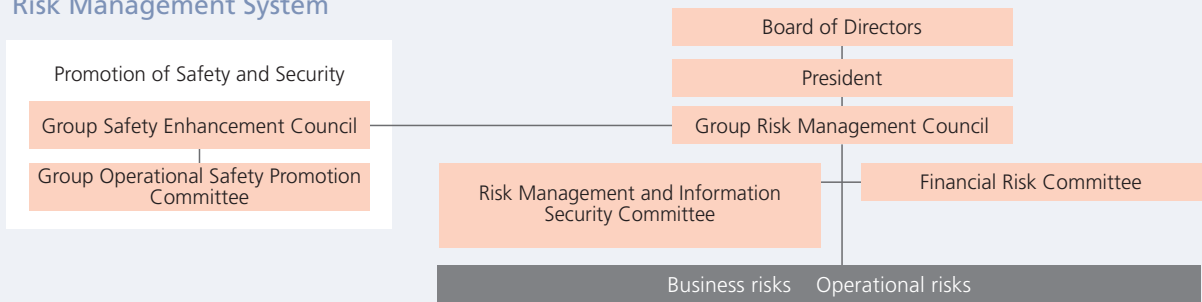 Risk Management System
Board of Directors
Promotion of Safety and Security
President
Group Safety Enhancement Council
Group Risk Management Council
Group Operational Safety Promotion
Committee
Risk Management and Information
Security Committee
Financial Risk Committee
Business risks Operational risks